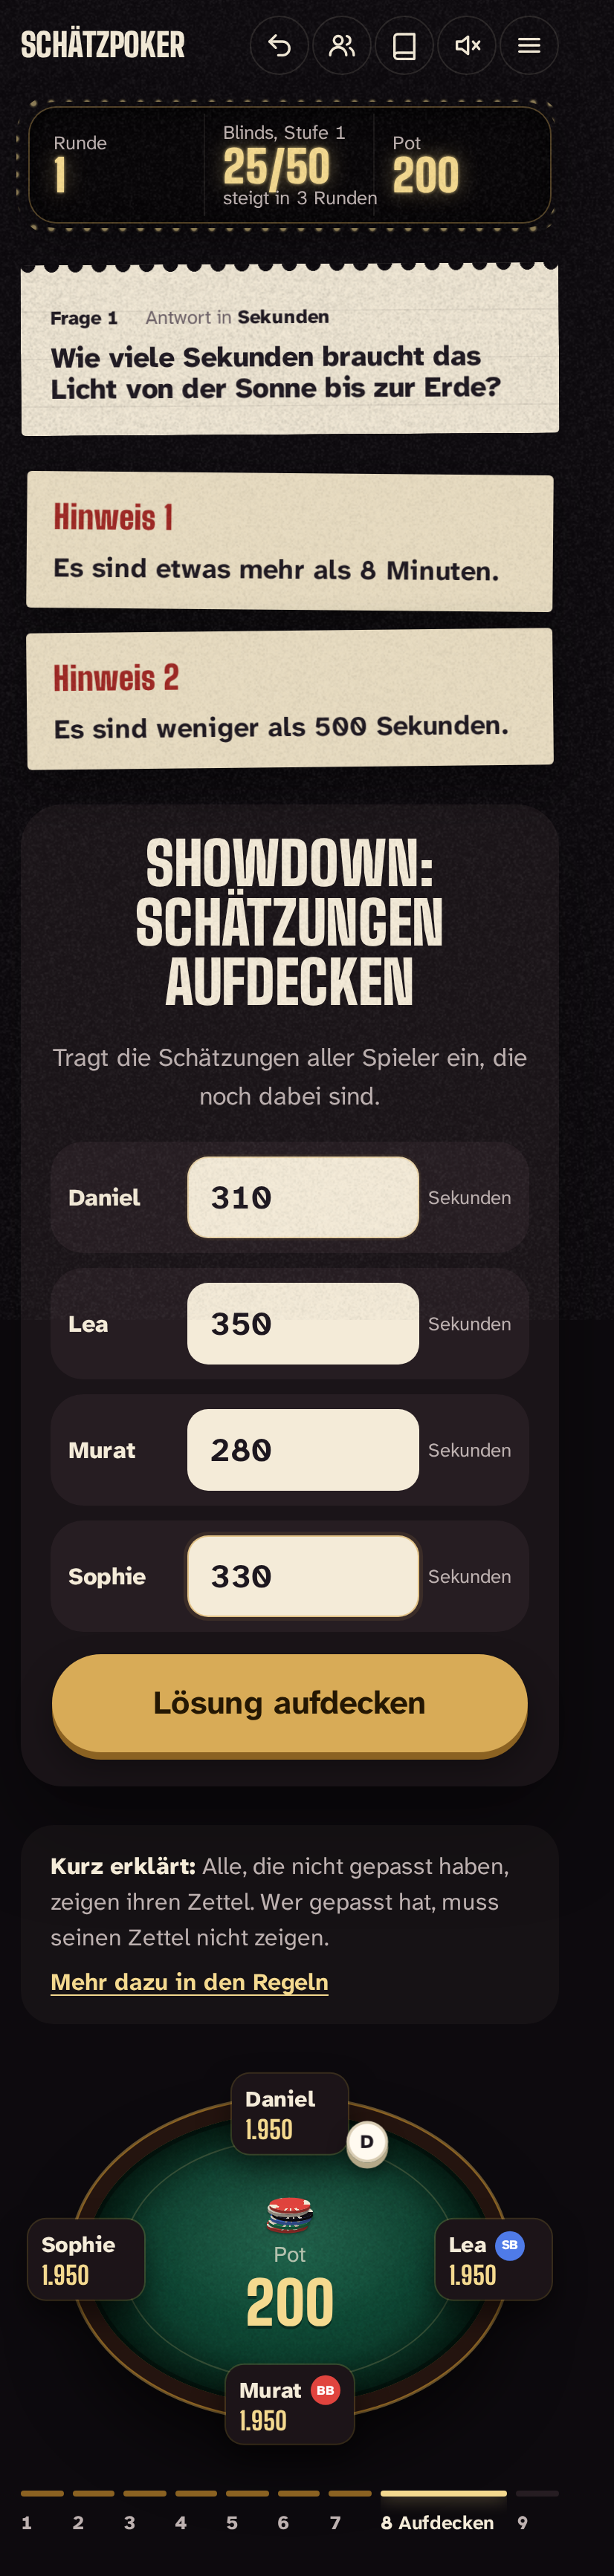 SCHÄTZPOKER
Runde
1
Blinds, Stufe 1
25/50
steigt in 3 Runden
Pot
200
Frage 1 Antwort in Sekunden
Wie viele Sekunden braucht das
Licht von der Sonne bis zur Erde?
Hinweis 1
Es sind etwas mehr als 8 Minuten.
Hinweis 2
Es sind weniger als 500 Sekunden.
SHOWDOWN:
SCHÄTZUNGEN
AUFDECKEN
Tragt die Schätzungen aller Spieler ein, die
noch dabei sind.
Daniel 310 Sekunden
Lea 350 Sekunden
Murat 280 Sekunden
Sophie 330 Sekunden
Lösung aufdecken
Kurz erklärt: Alle, die nicht gepasst haben,
zeigen ihren Zettel. Wer gepasst hat, muss
seinen Zettel nicht zeigen.
Mehr dazu in den Regeln
Daniel
1.950
D
Sophie
1.950
Pot
200
Lea SB
1.950
Murat BB
1.950
1 2 3 4 5 6 7 8 Aufdecken 9